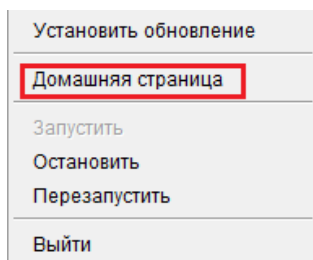 Установить обновление
Домашняя страница
Запустить
Остановить
Перезапустить
Выйти